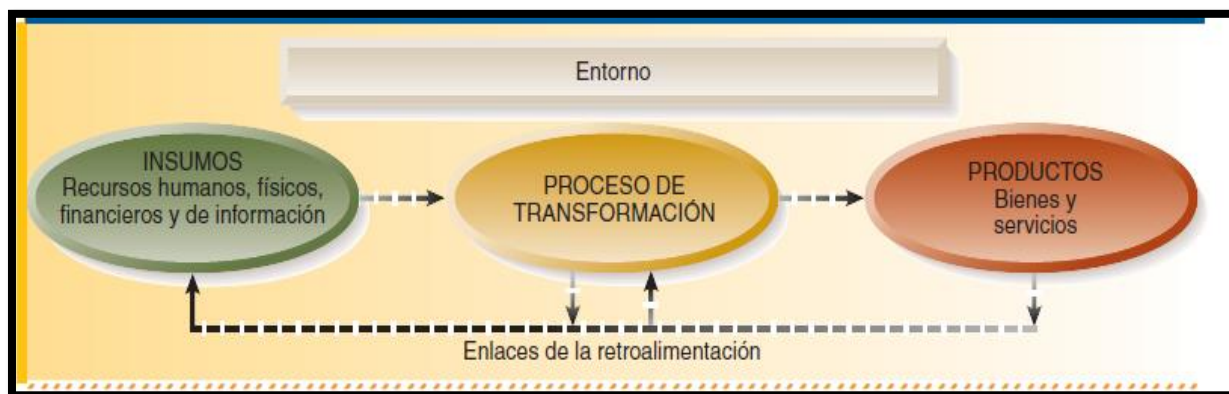 Entorno
INSUMOS
Recursos humanos, físicos,
financieros y de información
PROCESO DE
TRANSFORMACIÓN
PRODUCTOS
Bienes y
servicios
Enlaces de la retroalimentación